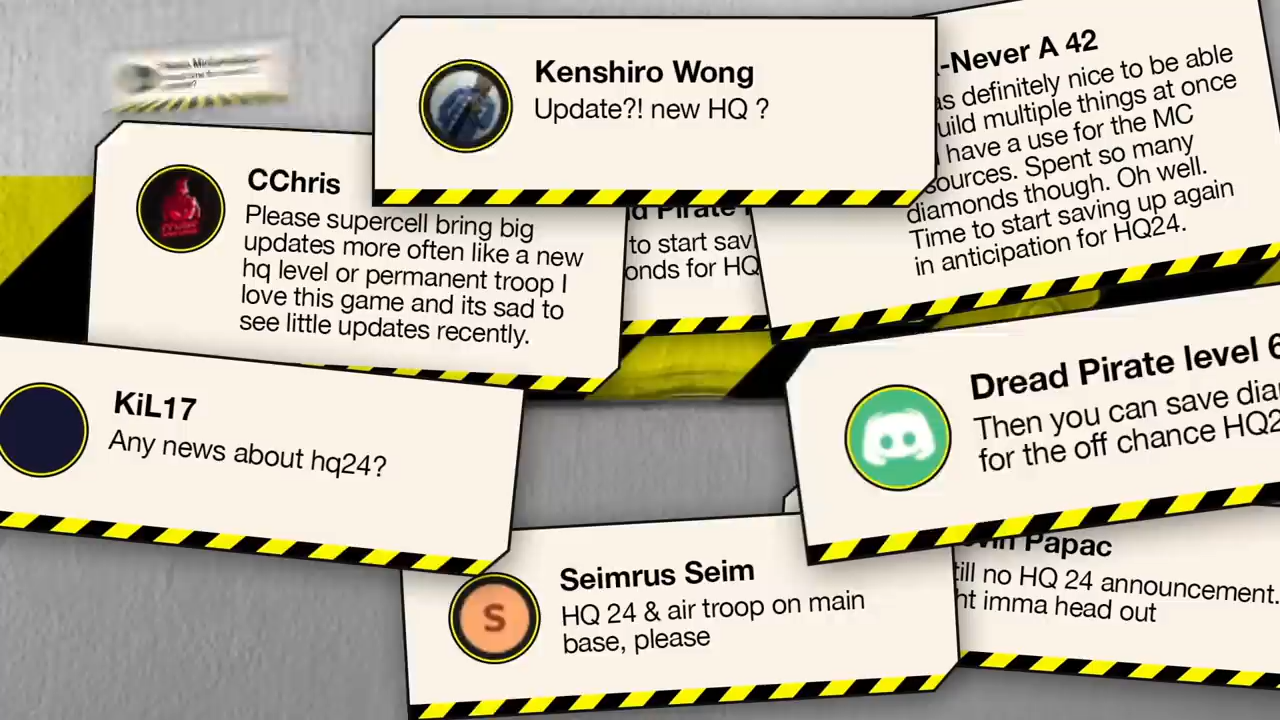 Kenshiro Wong
Update?! new HQ ?
-Never A 42
as definitely nice to be able
uild multiple things at once
I have a use for the MC
sources. Spent so many
diamonds though. Oh well.
Time to start saving up again
in anticipation for HQ24.
CChris
Please supercell bring big
updates more often like a new
hq level or permanent troop I
love this game and its sad to
see little updates recently.
d Pirate
to start sav
onds for HQ
KiL17
Any news about hq24?
Dread Pirate level 6
Then you can save dia
for the off chance HQ2
S
Seimrus Seim
HQ 24 & air troop on main
base, please
vin Papac
till no HQ 24 announcement.
ht imma head out